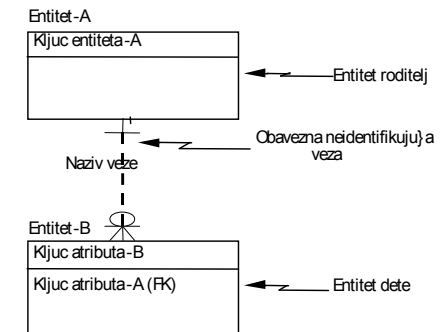 Entitet-A
Kljuc entiteta-A
Entitet roditelj
Obavezna neidentifikuju}a
veza
Naziv veze
Entitet-B
Kljuc atributa-B
Kljuc atributa-A (FK)
Entitet dete